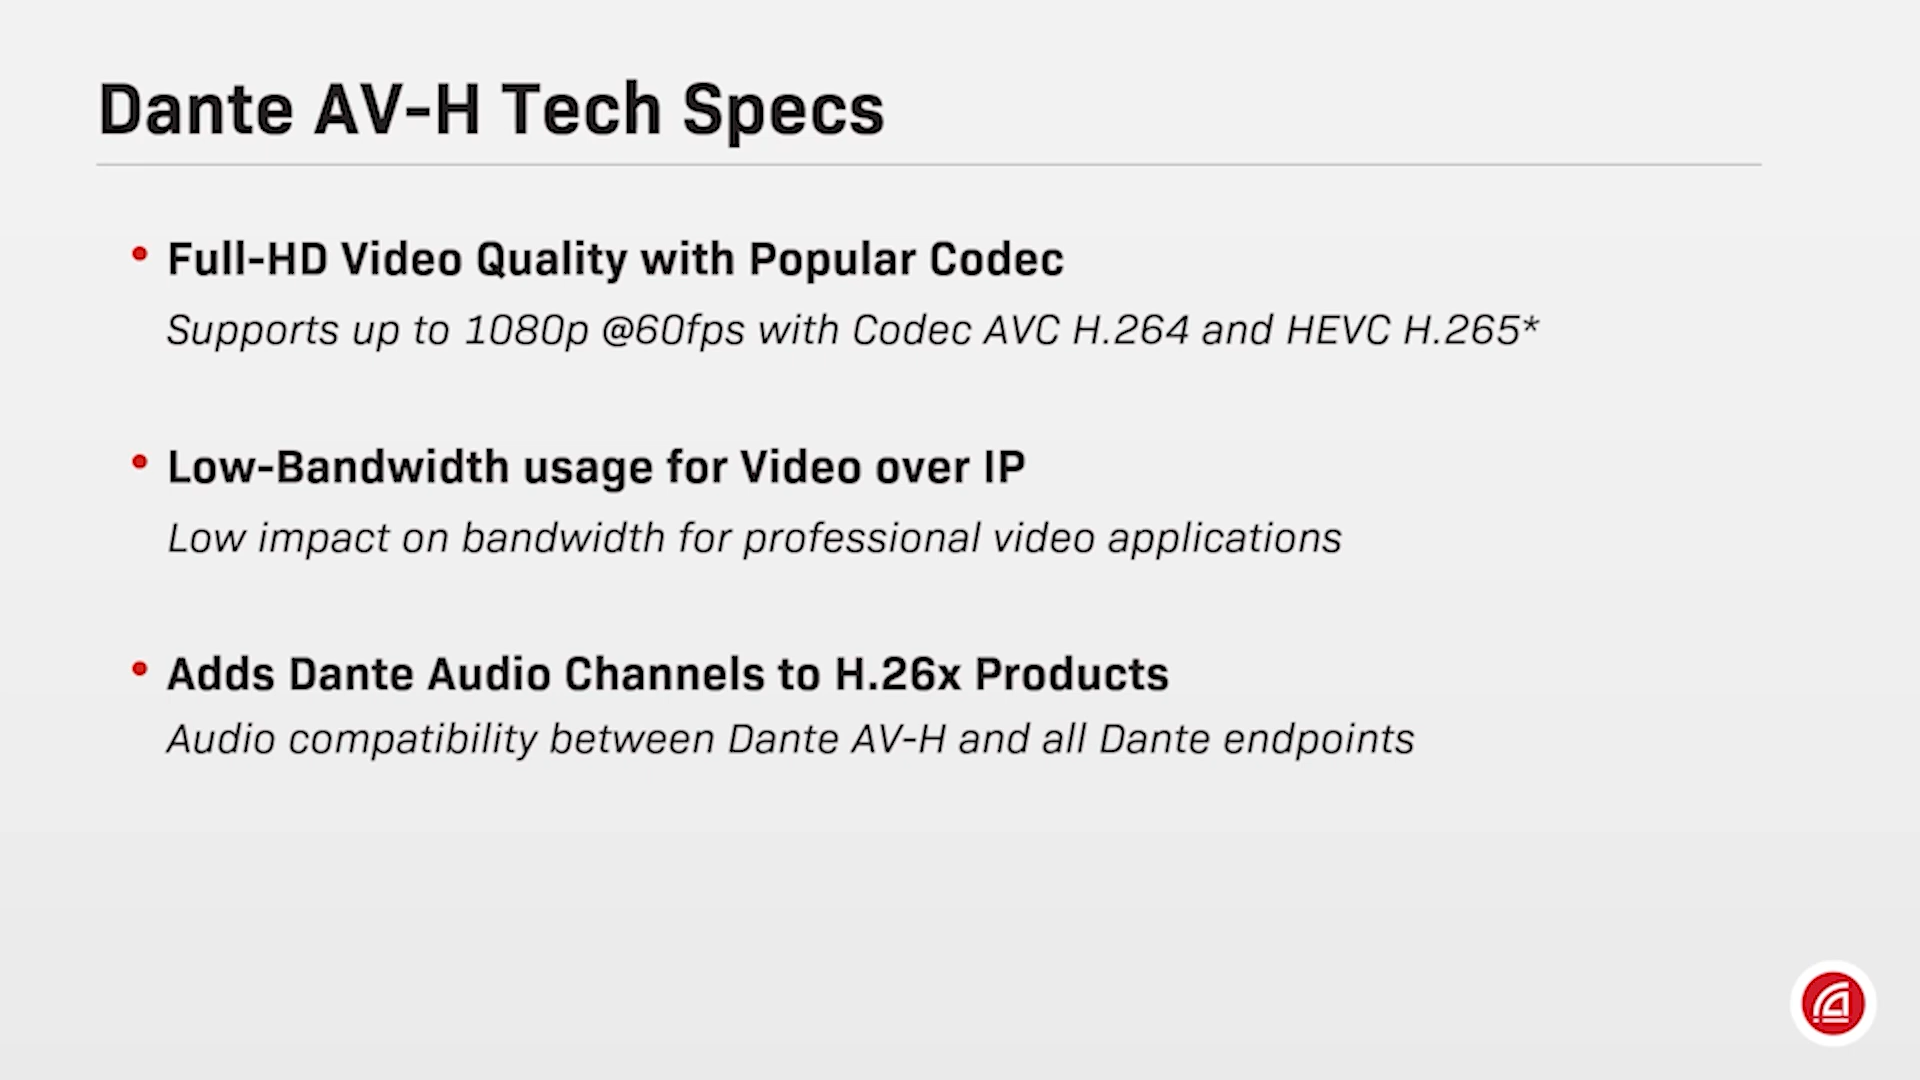 Dante AV-H Tech Specs
• Full-HD Video Quality with Popular Codec
Supports up to 1080p @60fps with Codec AVC H.264 and HEVC H.265*
• Low-Bandwidth usage for Video over IP
Low impact on bandwidth for professional video applications
• Adds Dante Audio Channels to H.26x Products
Audio compatibility between Dante AV-H and all Dante endpoints